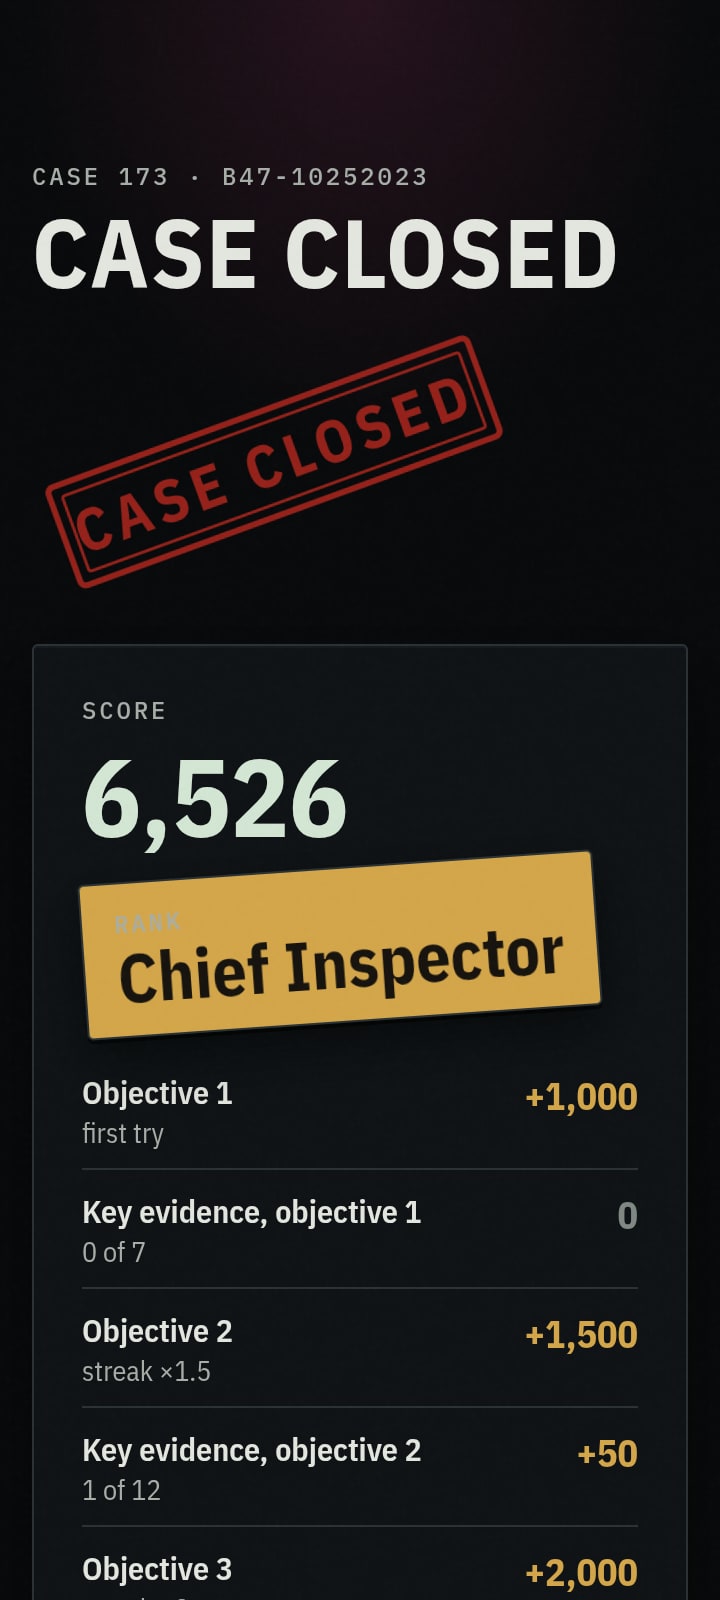 CASE 173 · B47-10252023
CASE CLOSED
CASE CLOSED
SCORE
6,526
RANK
Chief Inspector
Objective 1
+1,000
first try
Key evidence, objective 1
0
0 of 7
Objective 2
+1,500
streak ×1.5
Key evidence, objective 2
+50
1 of 12
Objective 3
+2,000